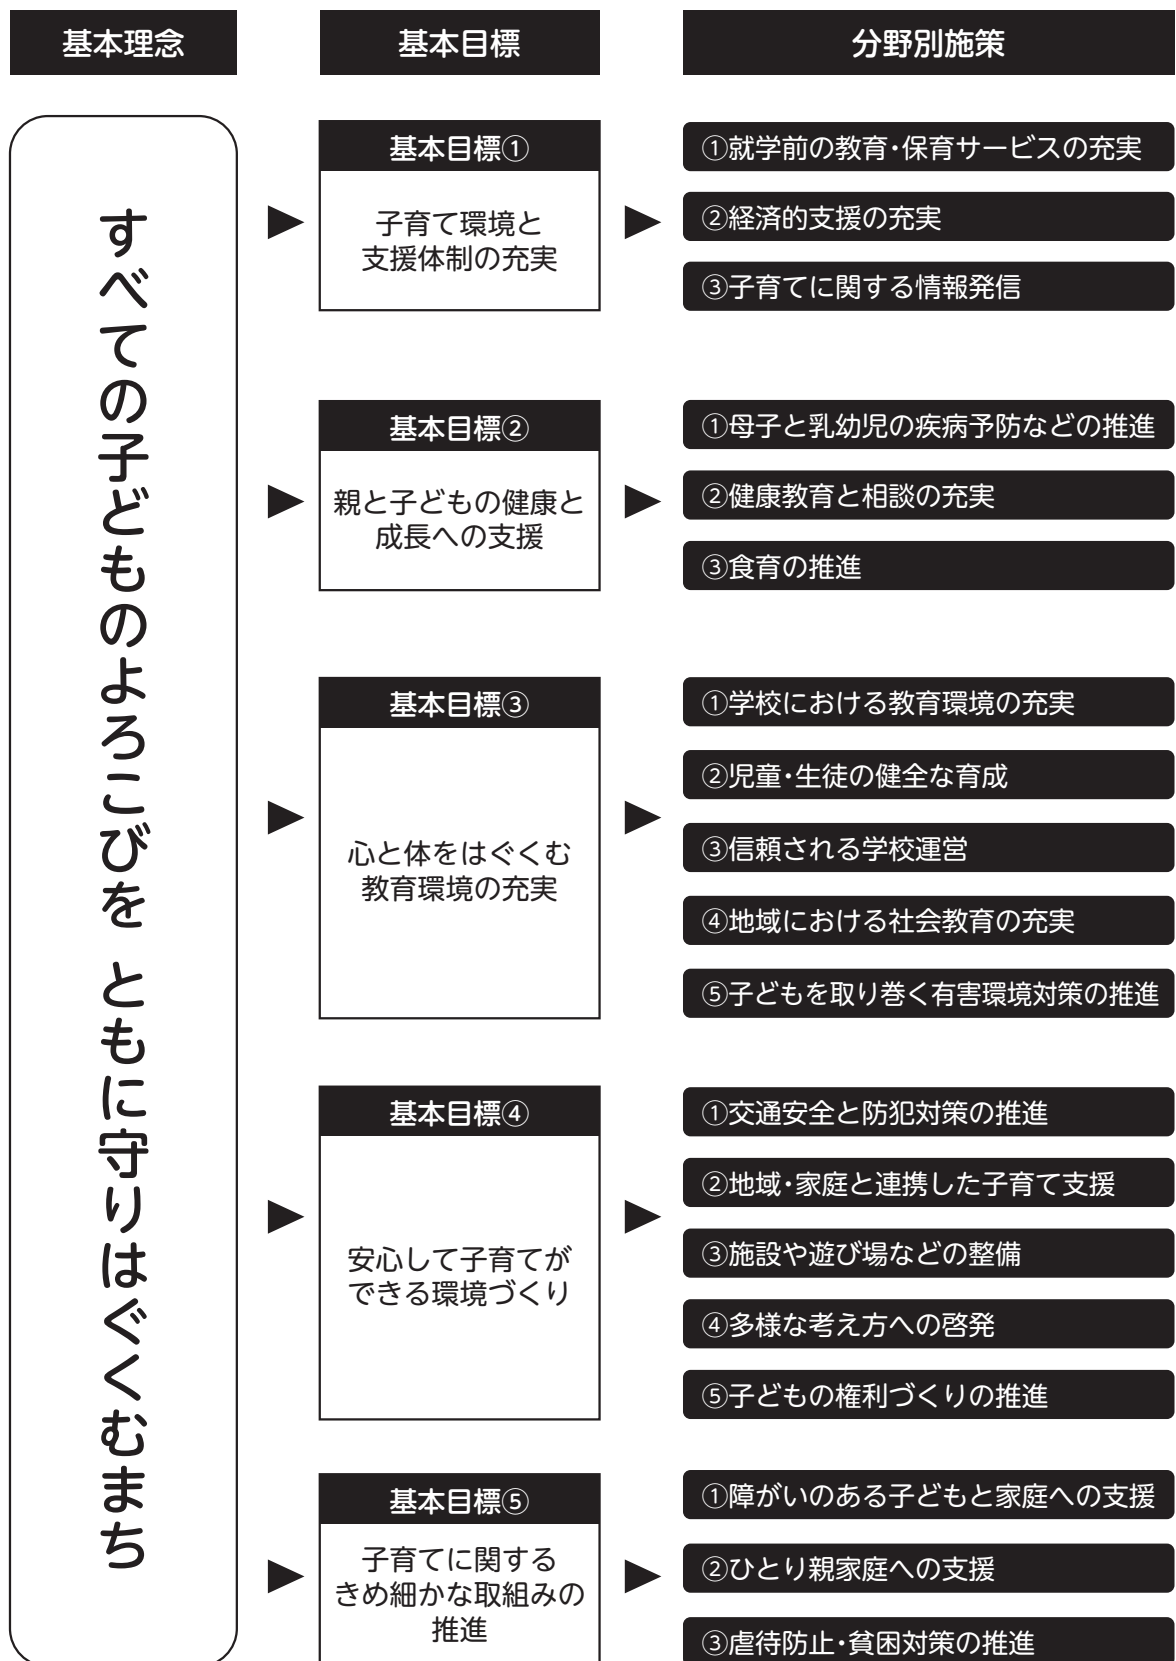 基本理念
基本目標
分野別施策
すべての子どものよろこびを ともに守りはぐくむまち
基本目標①
子育て環境と
支援体制の充実
①就学前の教育・保育サービスの充実
②経済的支援の充実
③子育てに関する情報発信
基本目標②
親と子どもの健康と
成長への支援
①母子と乳幼児の疾病予防などの推進
②健康教育と相談の充実
③食育の推進
基本目標③
心と体をはぐくむ
教育環境の充実
①学校における教育環境の充実
②児童・生徒の健全な育成
③信頼される学校運営
④地域における社会教育の充実
⑤子どもを取り巻く有害環境対策の推進
基本目標④
安心して子育てが
できる環境づくり
①交通安全と防犯対策の推進
②地域・家庭と連携した子育て支援
③施設や遊び場などの整備
④多様な考え方への啓発
⑤子どもの権利づくりの推進
基本目標⑤
子育てに関する
きめ細かな取組みの
推進
①障がいのある子どもと家庭への支援
②ひとり親家庭への支援
③虐待防止・貧困対策の推進